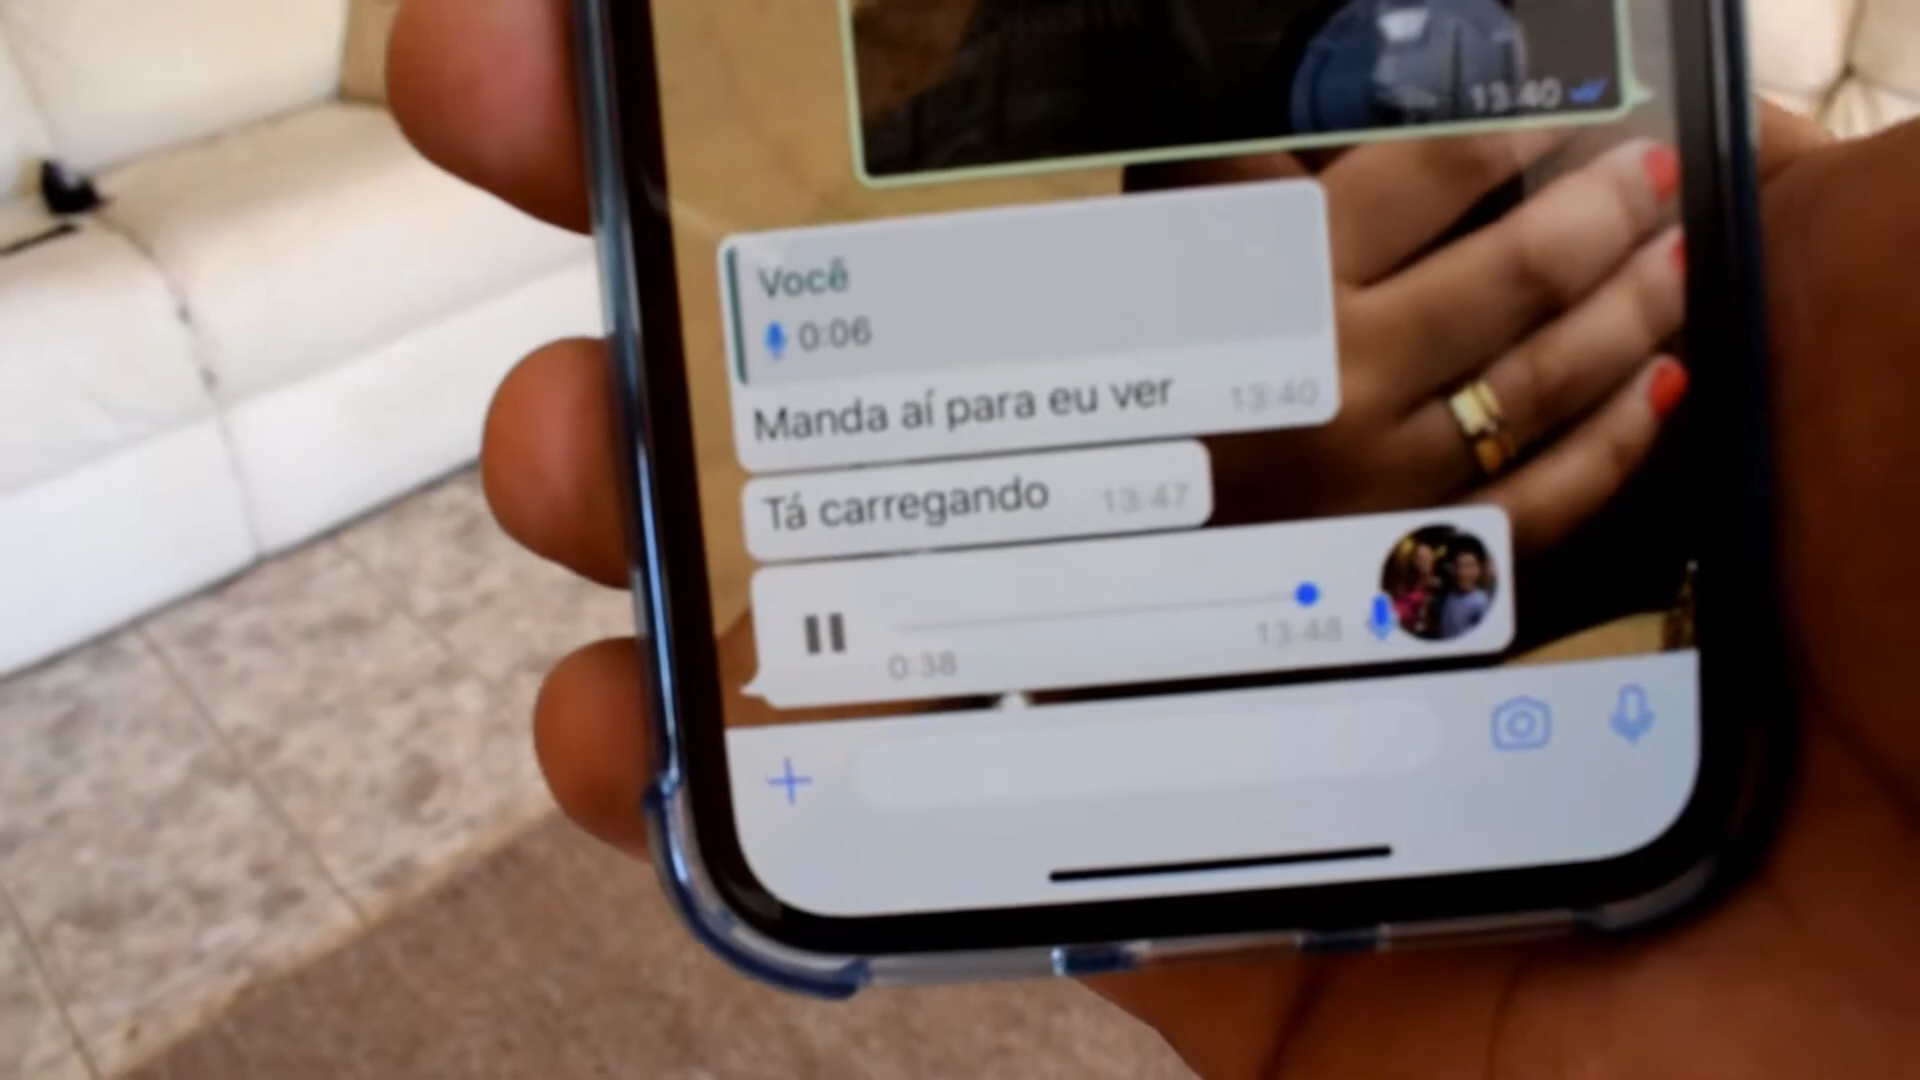 13:40
Você
0:06
Manda aí para eu ver 13:40
Tá carregando 13:47
13:48
0:38